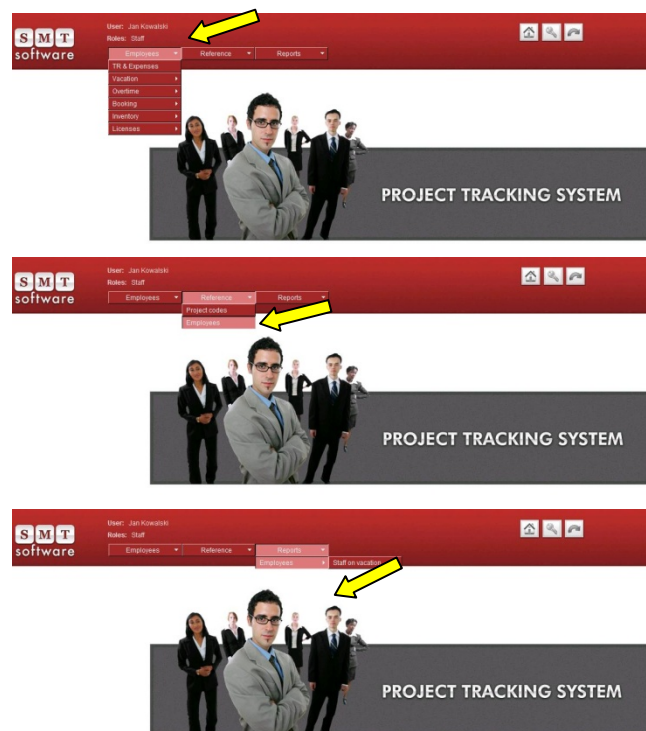 User: Jan Kowalski
Roles: Staff
S M T
software
Employees Reference Reports
TR & Expenses
Vacation
Overtime
Booking
Inventory
Licenses
PROJECT TRACKING SYSTEM
User: Jan Kowalski
Roles: Staff
S M T
software
Employees Reference Reports
Project codes
Employees
PROJECT TRACKING SYSTEM
User: Jan Kowalski
Roles: Staff
S M T
software
Employees Reference Reports
Employees Staff on vacation
PROJECT TRACKING SYSTEM